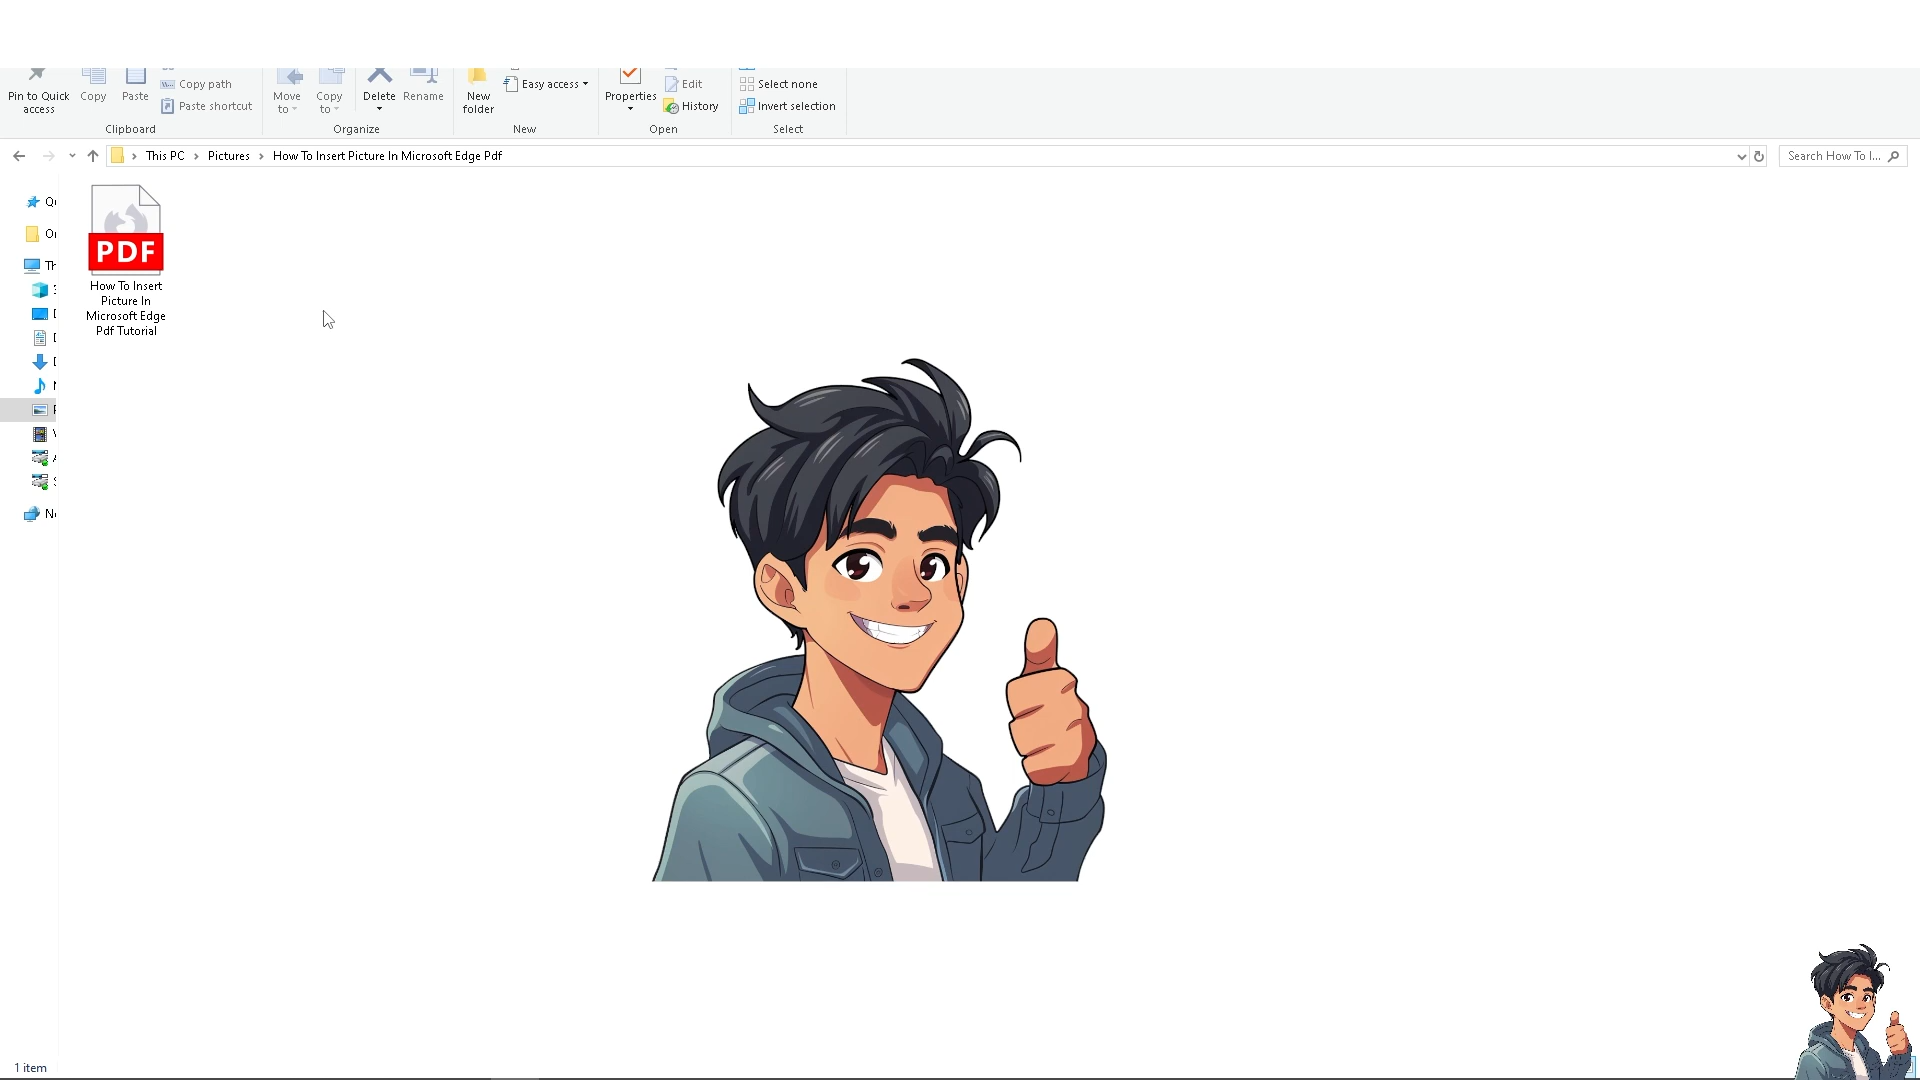 Copy path
Easy access
Edit
Select none
Pin to Quick access
Copy
Paste
Paste shortcut
Move to
Copy to
Delete
Rename
New folder
Properties
History
Invert selection
Clipboard
Organize
New
Open
Select
This PC
Pictures
How To Insert Picture In Microsoft Edge Pdf
Search How To I...
PDF
How To Insert
Picture In
Microsoft Edge
Pdf Tutorial
1 item